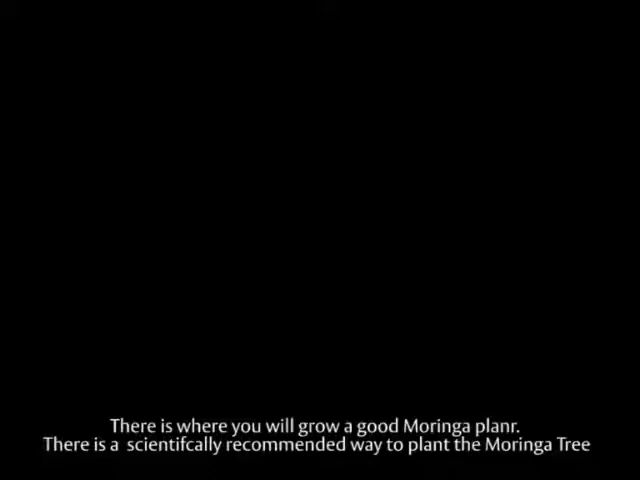 There is where you will grow a good Moringa planr.
There is a  scientifcally recommended way to plant the Moringa Tree